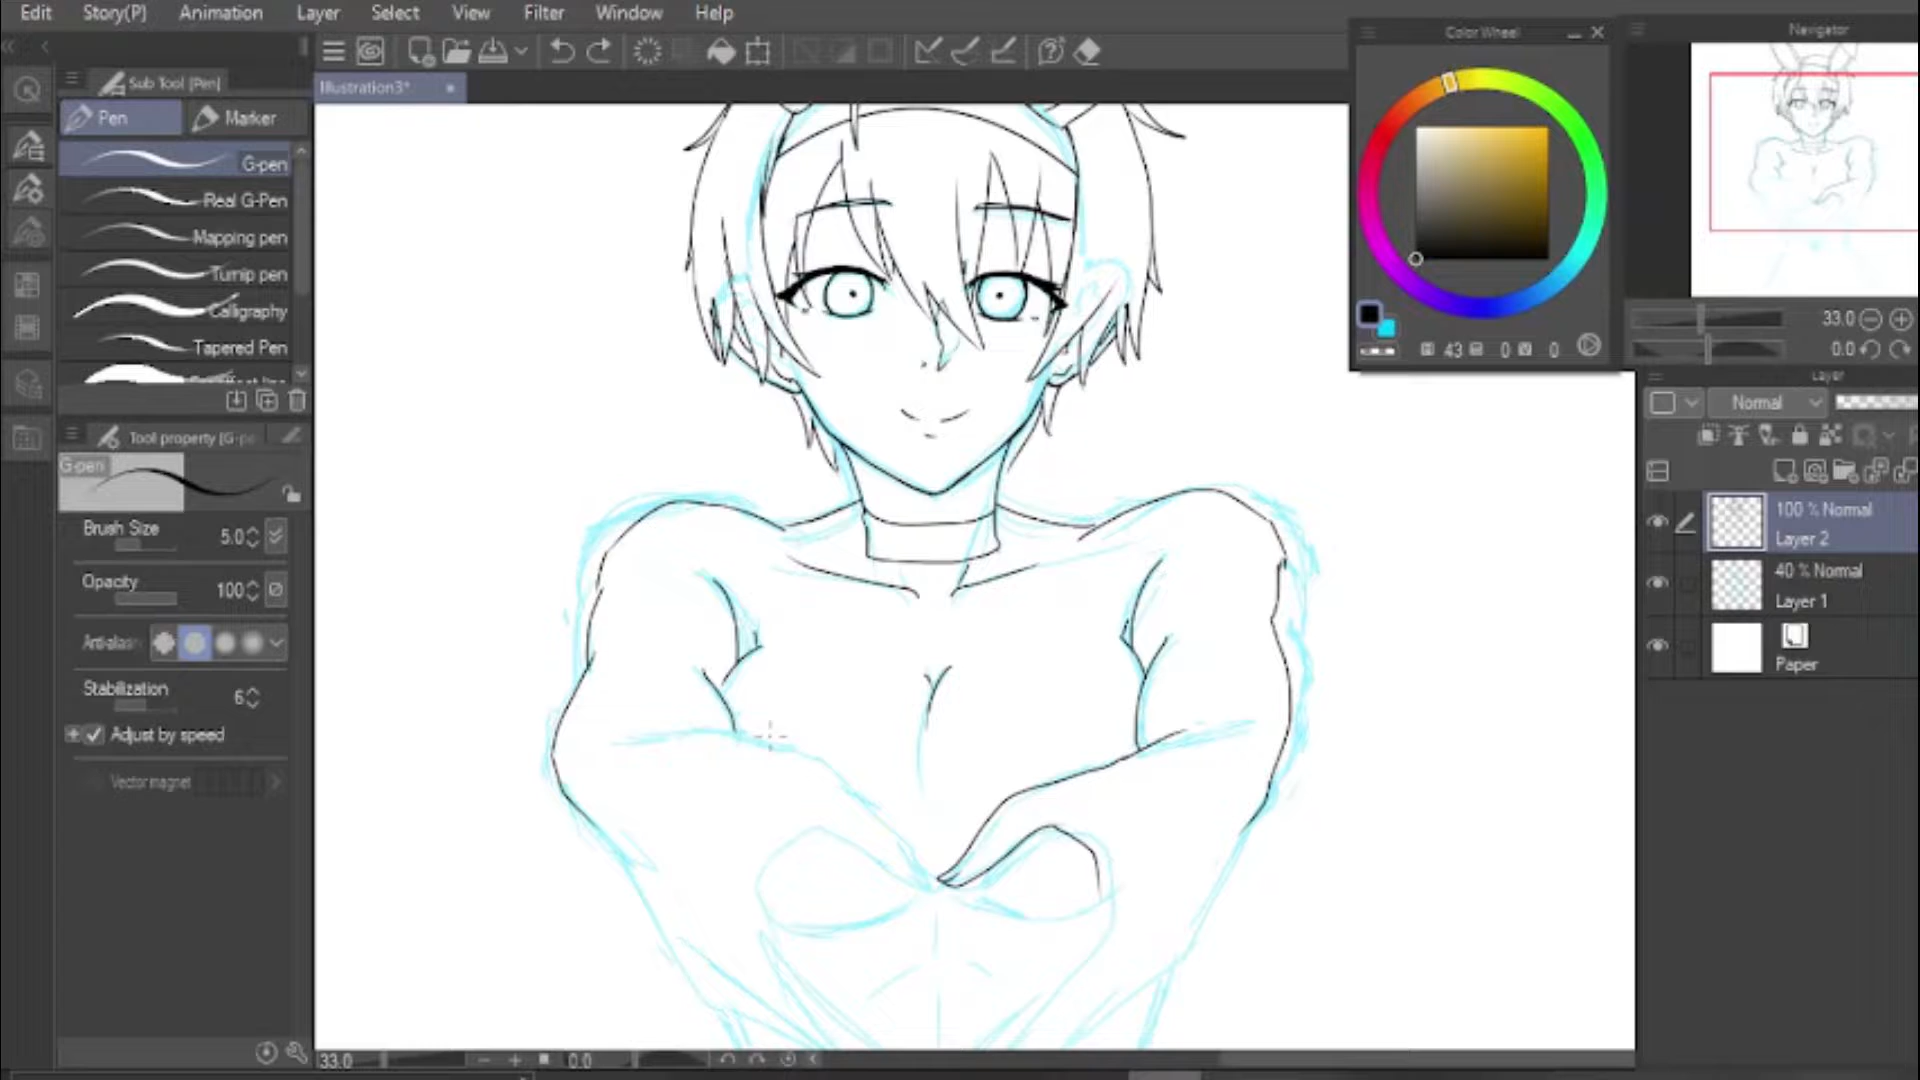 Edit Story(P) Animation Layer Select View Filter Window Help
Color Wheel
Navigator
Sub Tool [Pen]
Illustration3*
Pen Marker
G-pen
Real G-Pen
Mapping pen
Turnip pen
Calligraphy
Tapered Pen
43 0 0
33.0
0.0
Layer
Normal
Tool property [G-pe
G-pen
Brush Size 5.0
Opacity 100
Anti-alias
Stabilization 6
Adjust by speed
Vector magnet
100 % Normal
Layer 2
40 % Normal
Layer 1
Paper
33.0 0.0